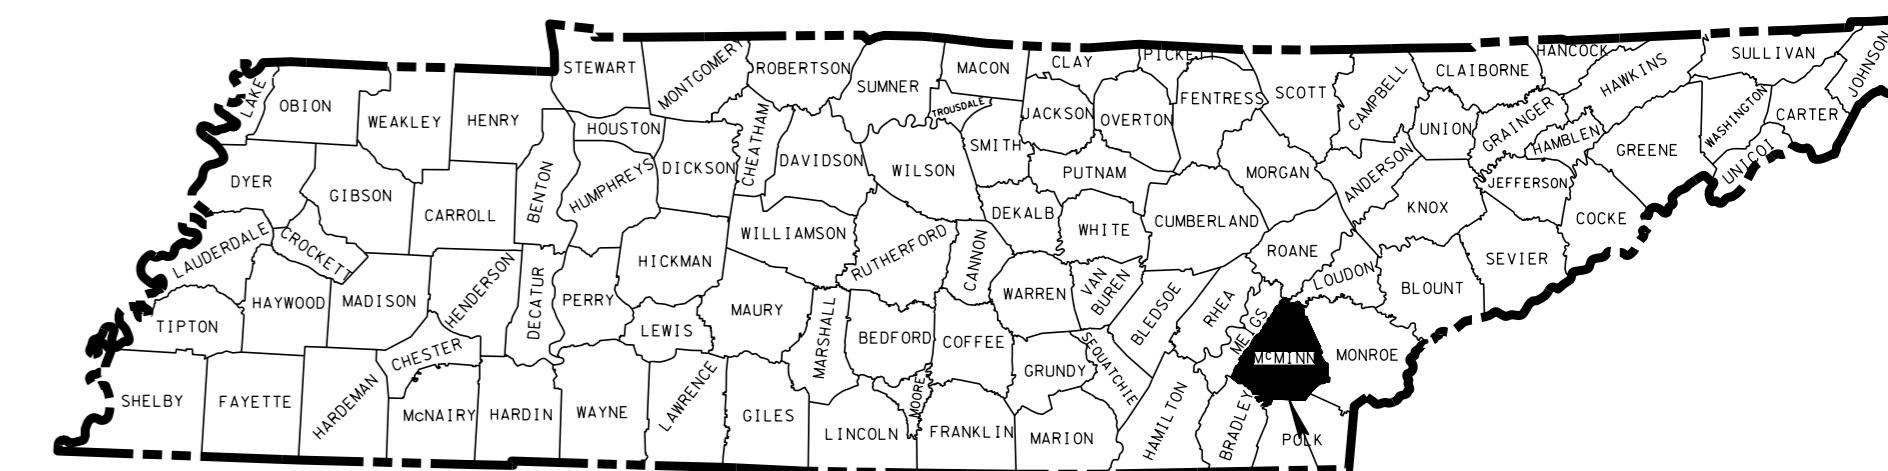 STEWART
MONTGOMERY
ROBERTSON
SUMNER
MACON
CLAY
PICKETT
SCOTT
CAMPBELL
CLAIBORNE
HANCOCK
HAWKINS
SULLIVAN
JOHNSON
LAKE
OBION
WEAKLEY
HENRY
HOUSTON
DICKSON
CHEATHAM
DAVIDSON
WILSON
TROUSDALE
SMITH
JACKSON
OVERTON
FENTRESS
MORGAN
ANDERSON
UNION
GRAINGER
HAMBLEN
GREENE
WASHINGTON
UNICOI
CARTER
DYER
GIBSON
CARROLL
BENTON
HUMPHREYS
WILLIAMSON
RUTHERFORD
CANNON
DEKALB
PUTNAM
WHITE
CUMBERLAND
ROANE
KNOX
JEFFERSON
COCKE
SEVIER
LAUDERDALE
CROCKETT
HAYWOOD
MADISON
HENDERSON
DECATUR
PERRY
HICKMAN
LEWIS
MAURY
MARSHALL
BEDFORD
COFFEE
WARREN
VAN
BUREN
BLEDSOE
RHEA
MEIGS
LOUDON
BLOUNT
TIPTON
CHESTER
McMINN
MONROE
SHELBY
FAYETTE
HARDEMAN
McNAIRY
HARDIN
WAYNE
LAWRENCE
GILES
LINCOLN
MOORE
FRANKLIN
GRUNDY
SEQUATCHIE
MARION
HAMILTON
BRADLEY
POLK